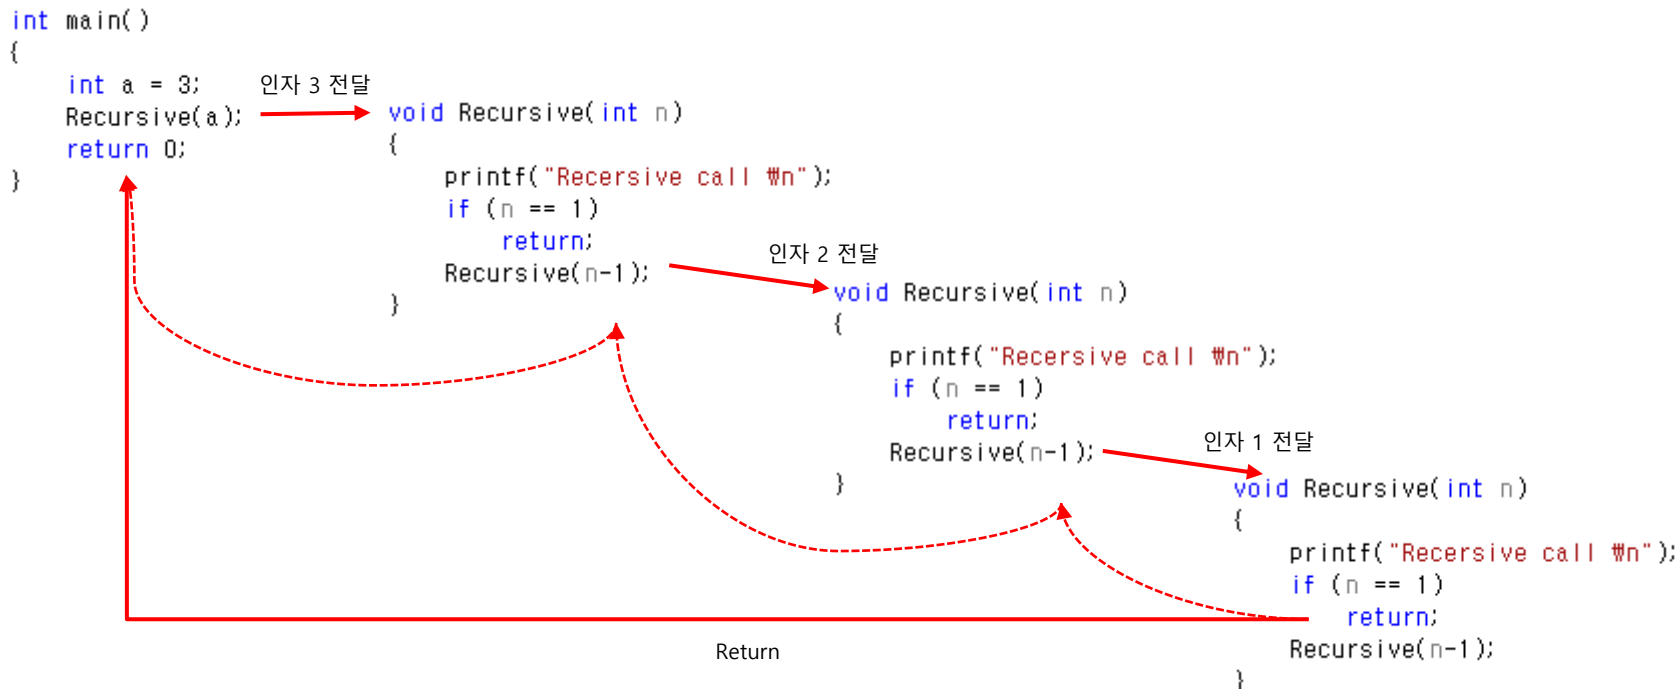 int main()
{
int a = 3;
Recursive(a);
return 0;
}
인자 3 전달
void Recursive(int n)
{
printf("Recersive call ₩n");
if (n == 1)
return;
Recursive(n-1);
}
인자 2 전달
void Recursive(int n)
{
printf("Recersive call ₩n");
if (n == 1)
return;
Recursive(n-1);
}
인자 1 전달
void Recursive(int n)
{
printf("Recersive call ₩n");
if (n == 1)
return;
Recursive(n-1);
}
Return